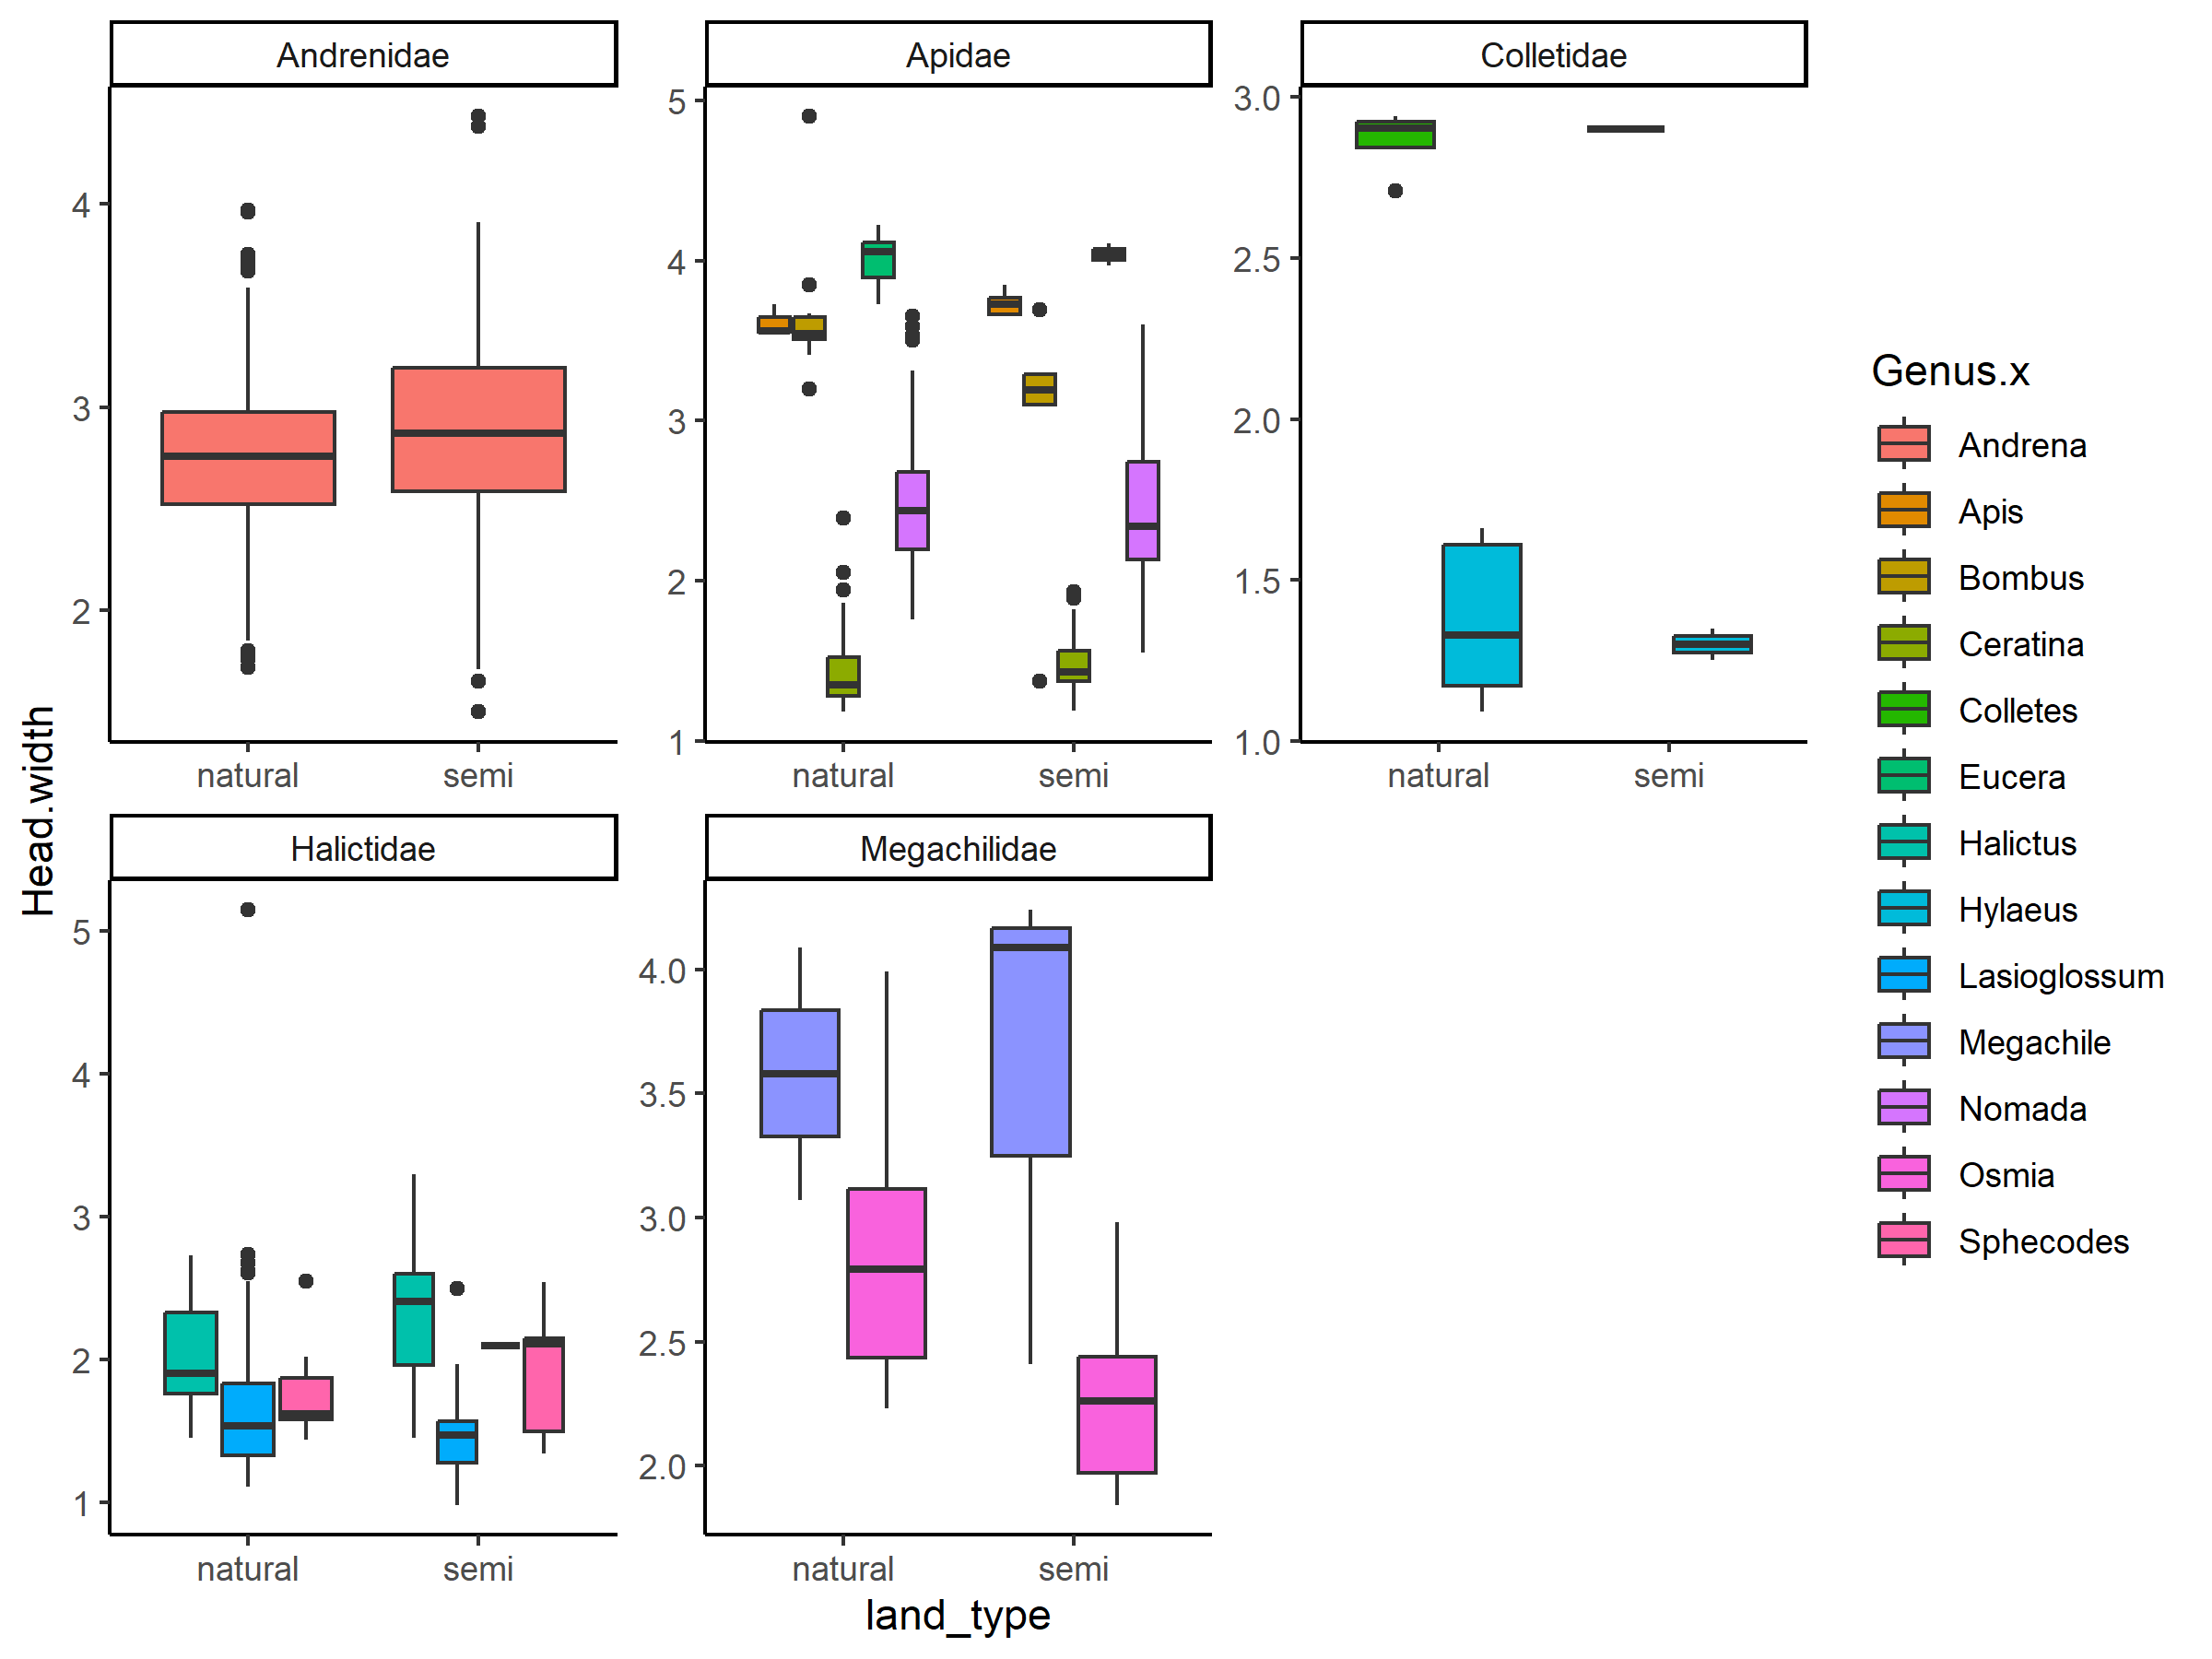 Andrenidae
Apidae
Colletidae
4
3
2
5
4
3
2
1
3.0
2.5
2.0
1.5
1.0
natural
semi
natural
semi
natural
semi
Halictidae
Megachilidae
5
4
3
2
1
4.0
3.5
3.0
2.5
2.0
natural
semi
natural
semi
Head.width
land_type
Genus.x
Andrena
Apis
Bombus
Ceratina
Colletes
Eucera
Halictus
Hylaeus
Lasioglossum
Megachile
Nomada
Osmia
Sphecodes